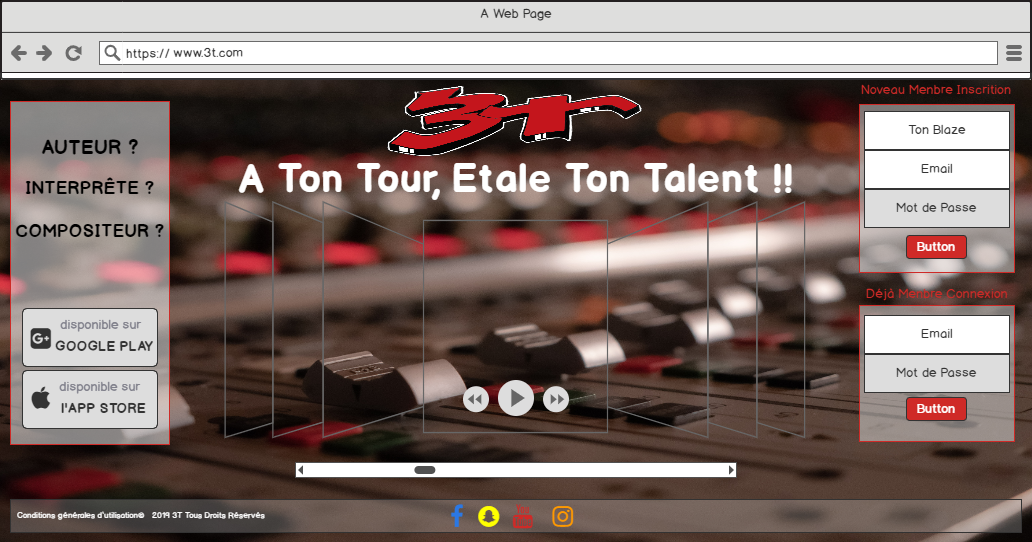 A Web Page
https:// www.3t.com
3T
A Ton Tour, Etale Ton Talent !!
AUTEUR ?
INTERPRÊTE ?
COMPOSITEUR ?
disponible sur
GOOGLE PLAY
disponible sur
l'APP STORE
Noveau Menbre Inscrition
Ton Blaze
Email
Mot de Passe
Button
Déjà Menbre Connexion
Email
Mot de Passe
Button
Conditions générales d'utilisation© 2019 3T Tous Droits Réservés